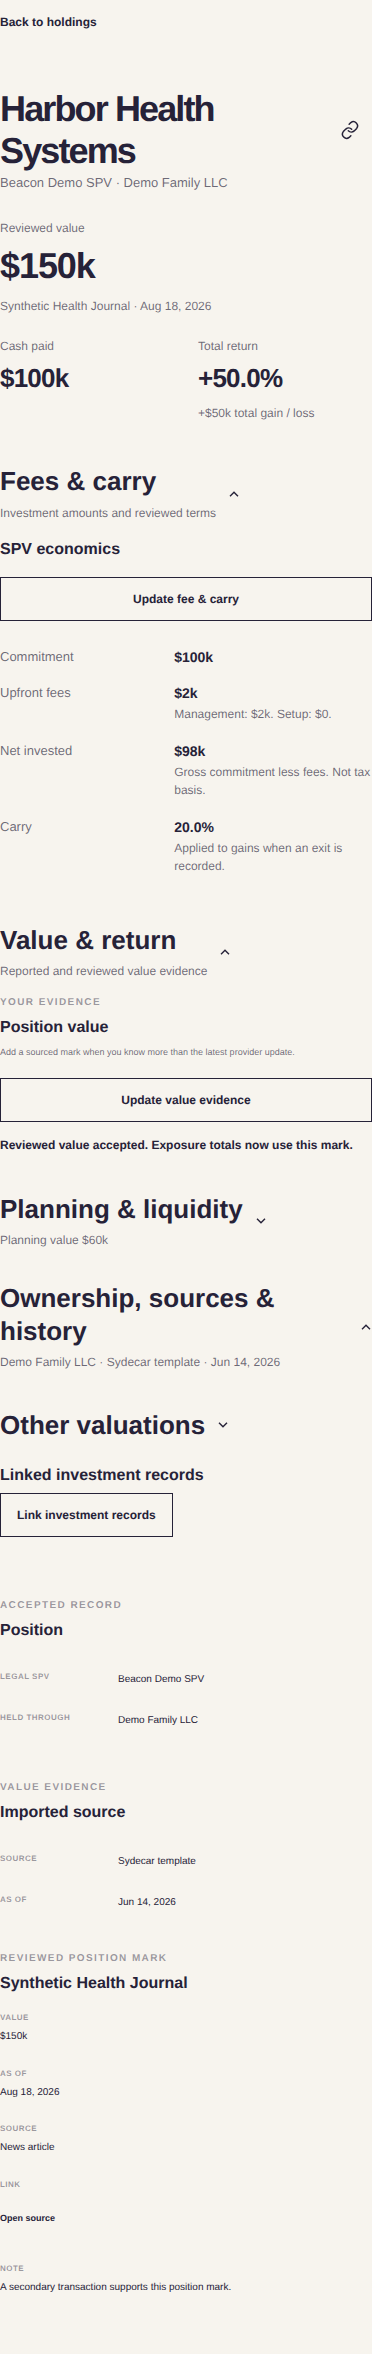 Back to holdings
Harbor Health
Systems
Beacon Demo SPV · Demo Family LLC
Reviewed value
$150k
Synthetic Health Journal · Aug 18, 2026
Cash paid
Total return
$100k
+50.0%
+$50k total gain / loss
Fees & carry
Investment amounts and reviewed terms
SPV economics
Update fee & carry
Commitment
$100k
Upfront fees
$2k
Management: $2k. Setup: $0.
Net invested
$98k
Gross commitment less fees. Not tax
basis.
Carry
20.0%
Applied to gains when an exit is
recorded.
Value & return
Reported and reviewed value evidence
YOUR EVIDENCE
Position value
Add a sourced mark when you know more than the latest provider update.
Update value evidence
Reviewed value accepted. Exposure totals now use this mark.
Planning & liquidity
Planning value $60k
Ownership, sources &
history
Demo Family LLC · Sydecar template · Jun 14, 2026
Other valuations
Linked investment records
Link investment records
ACCEPTED RECORD
Position
LEGAL SPV
Beacon Demo SPV
HELD THROUGH
Demo Family LLC
VALUE EVIDENCE
Imported source
SOURCE
Sydecar template
AS OF
Jun 14, 2026
REVIEWED POSITION MARK
Synthetic Health Journal
VALUE
$150k
AS OF
Aug 18, 2026
SOURCE
News article
LINK
Open source
NOTE
A secondary transaction supports this position mark.